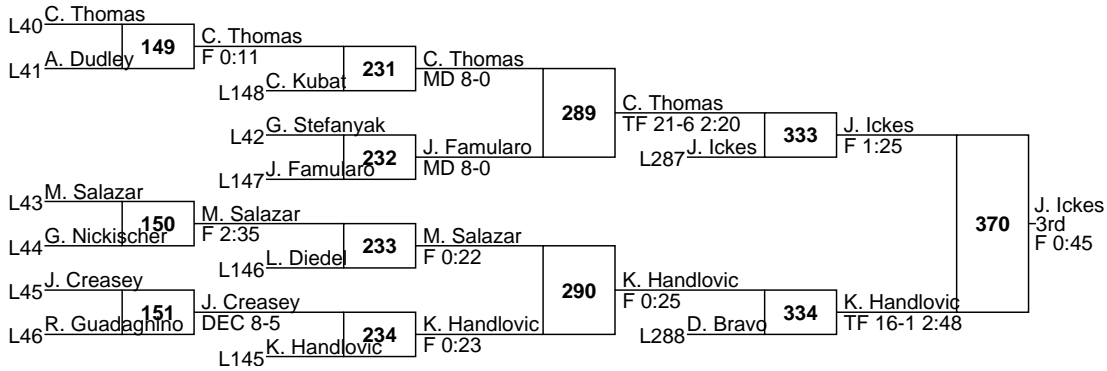 L40 C. Thomas
149
C. Thomas
F 0:11
L41 A. Dudley
231
C. Thomas
MD 8-0
L148 C. Kubat
289
C. Thomas
TF 21-6 2:20
L42 G. Stefanyak
232
J. Famularo
MD 8-0
L147 J. Famularo
L287 J. Ickes
333
J. Ickes
F 1:25
L43 M. Salazar
150
M. Salazar
F 2:35
L44 G. Nickischer
233
M. Salazar
F 0:22
L146 L. Diedel
290
K. Handlovic
F 0:25
L45 J. Creasey
151
J. Creasey
DEC 8-5
L46 R. Guadagnino
234
K. Handlovic
F 0:23
L145 K. Handlovic
L288 D. Bravo
334
K. Handlovic
TF 16-1 2:48
370
J. Ickes
3rd
F 0:45